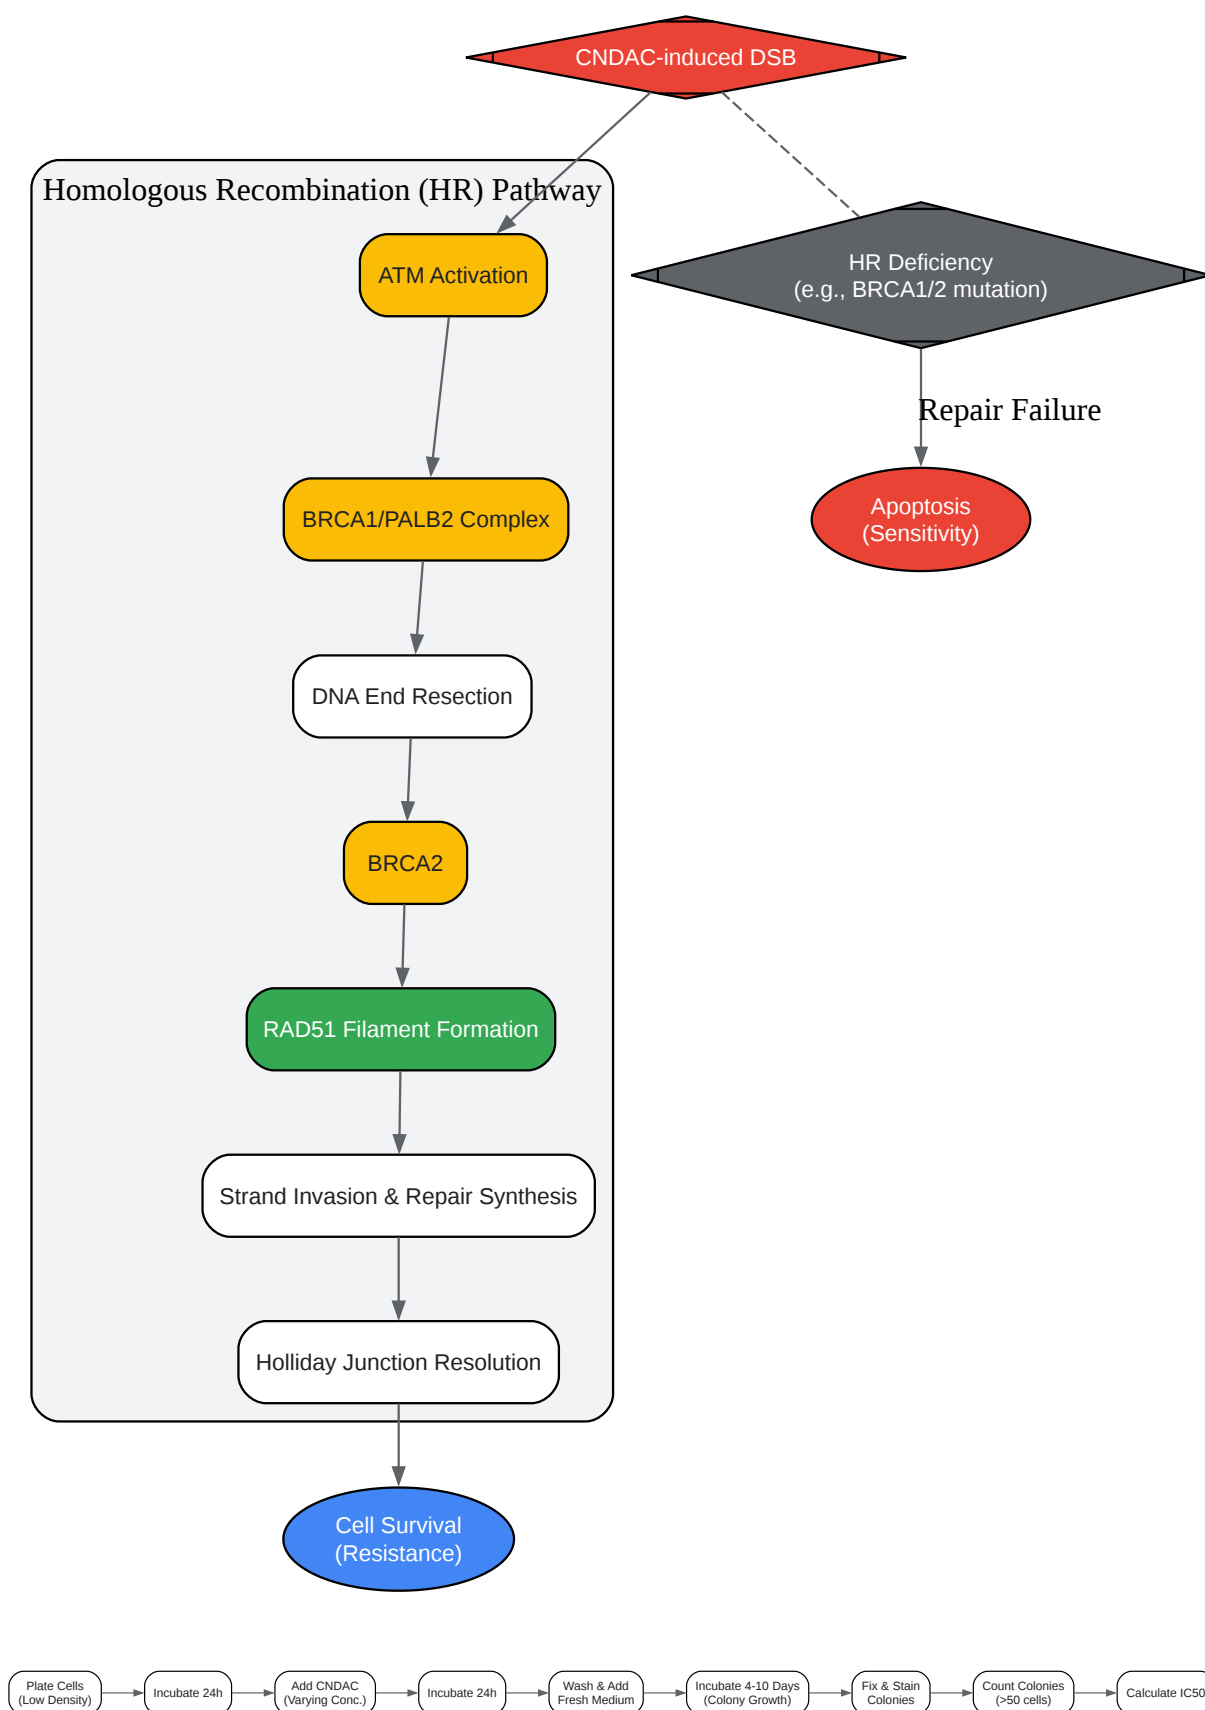 CNDAC-induced DSB
Homologous Recombination (HR) Pathway
ATM Activation
HR Deficiency
(e.g., BRCA1/2 mutation)
Repair Failure
BRCA1/PALB2 Complex
Apoptosis
(Sensitivity)
DNA End Resection
BRCA2
RAD51 Filament Formation
Strand Invasion & Repair Synthesis
Holliday Junction Resolution
Cell Survival
(Resistance)
Plate Cells
(Low Density)
Incubate 24h
Add CNDAC
(Varying Conc.)
Incubate 24h
Wash & Add
Fresh Medium
Incubate 4-10 Days
(Colony Growth)
Fix & Stain
Colonies
Count Colonies
(>50 cells)
Calculate IC50